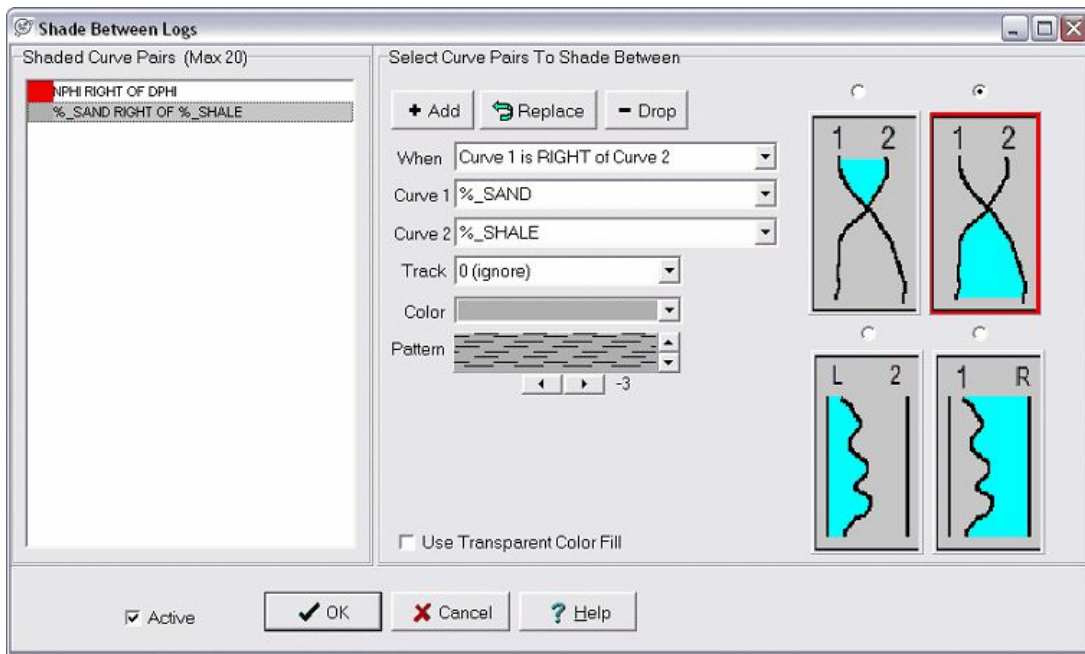 Shade Between Logs
Shaded Curve Pairs (Max 20)
NPHI RIGHT OF DPHI
%_SAND RIGHT OF %_SHALE
Select Curve Pairs To Shade Between
+ Add
Replace
- Drop
When Curve 1 is RIGHT of Curve 2
Curve 1 %_SAND
Curve 2 %_SHALE
Track 0 (ignore)
Color
Pattern
-3
Use Transparent Color Fill
1 2
1 2
L 2
1 R
Active
OK
Cancel
? Help